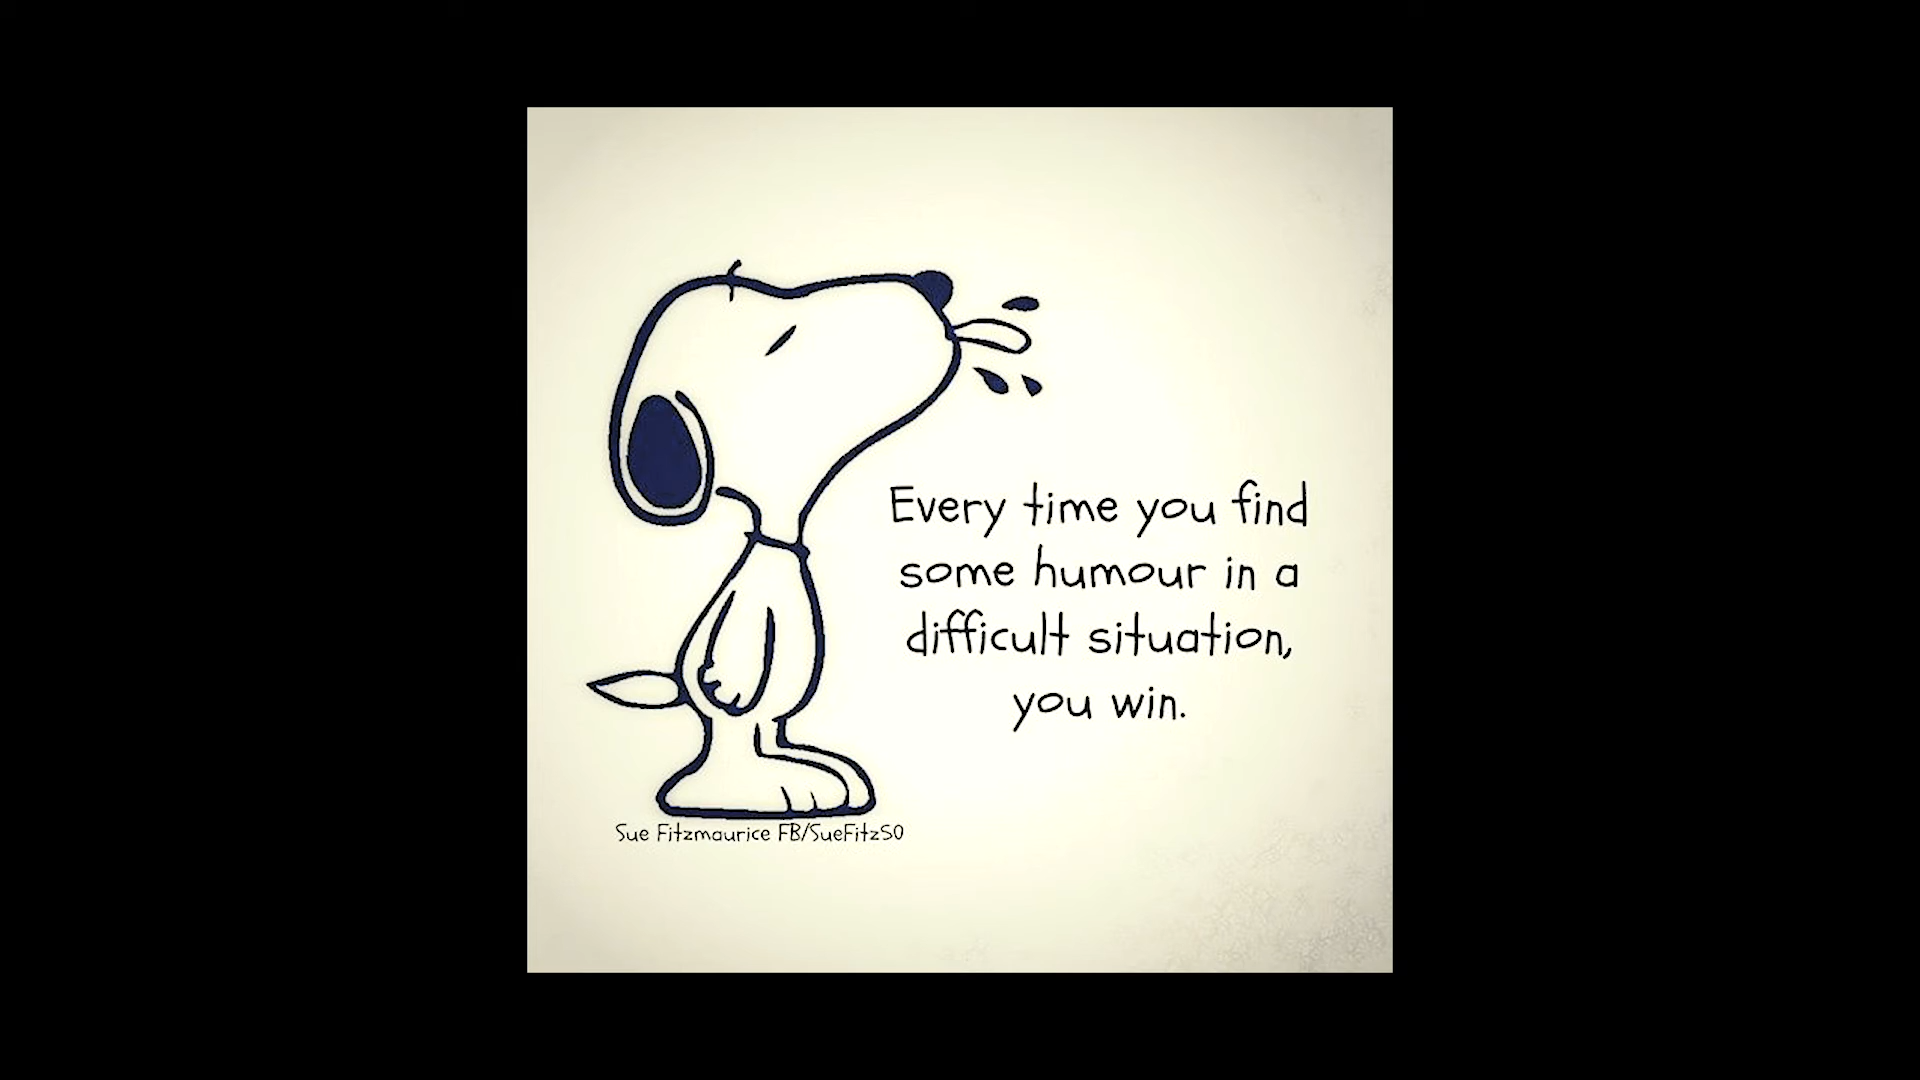 Every time you find
some humour in a
difficult situation,
you win.
Sue Fitzmaurice FB/SueFitz50